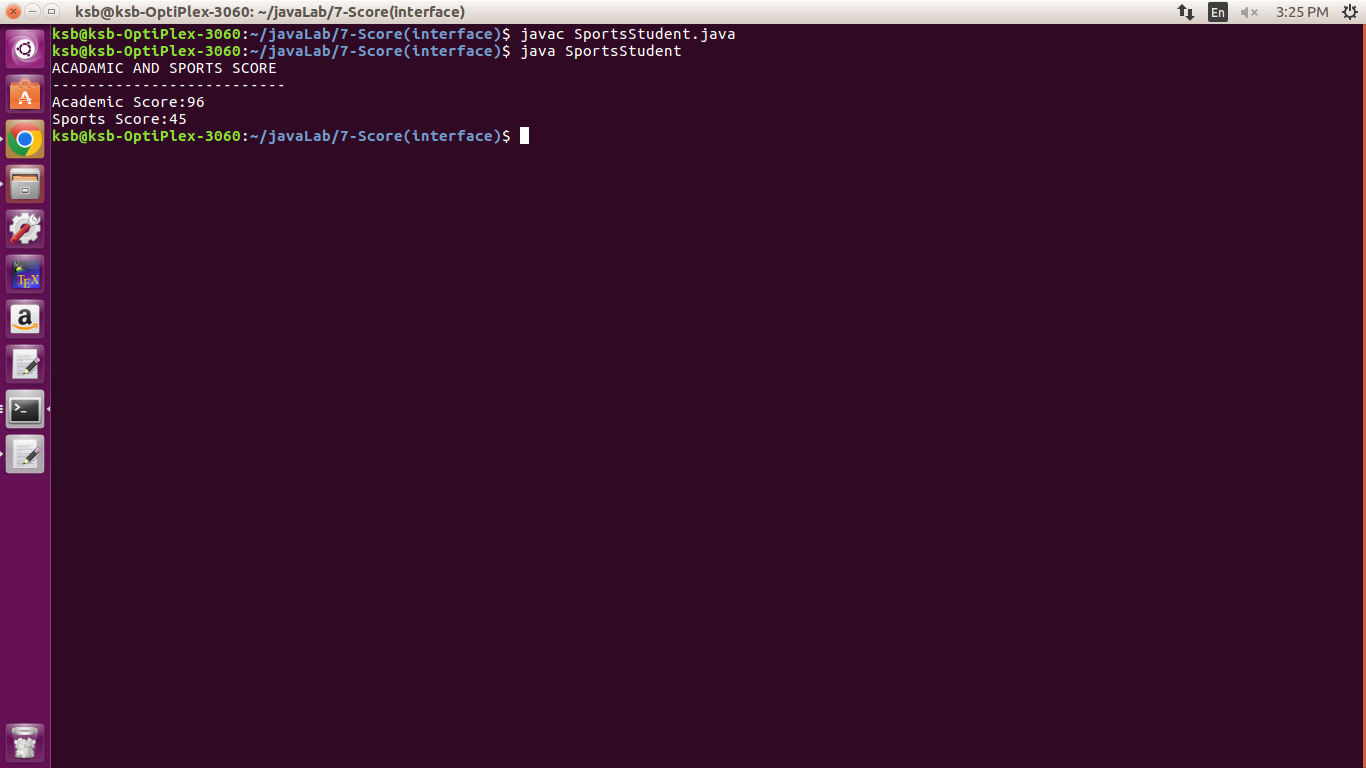 ksb@ksb-OptiPlex-3060: ~/javaLab/7-Score(interface)
En
3:25 PM
ksb@ksb-OptiPlex-3060:~/javaLab/7-Score(interface)$ javac SportsStudent.java
ksb@ksb-OptiPlex-3060:~/javaLab/7-Score(interface)$ java SportsStudent
ACADAMIC AND SPORTS SCORE
--------------------------
Academic Score:96
Sports Score:45
ksb@ksb-OptiPlex-3060:~/javaLab/7-Score(interface)$
TEX
a
>_